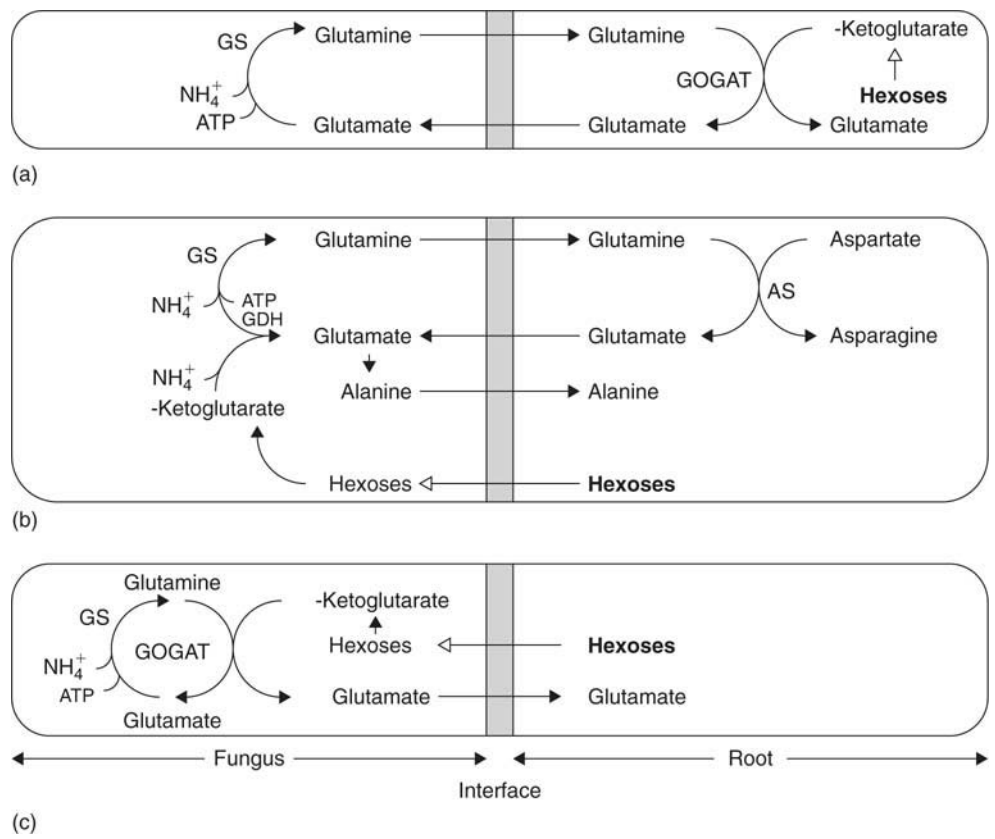 GS Glutamine Glutamine -Ketoglutarate
NH₄⁺ GOGAT
ATP Hexoses
Glutamate Glutamate Glutamate
(a)
GS Glutamine Glutamine Aspartate
NH₄⁺ ATP AS
GDH
Glutamate Glutamate Asparagine
NH₄⁺
Alanine Alanine
-Ketoglutarate
Hexoses Hexoses
(b)
Glutamine
-Ketoglutarate
GS
GOGAT Hexoses Hexoses
NH₄⁺
ATP
Glutamate Glutamate
Glutamate
Fungus Root
Interface
(c)